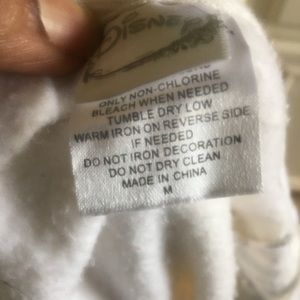 Disney
ONLY NON-CHLORINE
BLEACH WHEN NEEDED
TUMBLE DRY LOW
WARM IRON ON REVERSE SIDE
IF NEEDED
DO NOT IRON DECORATION
DO NOT DRY CLEAN
MADE IN CHINA
M